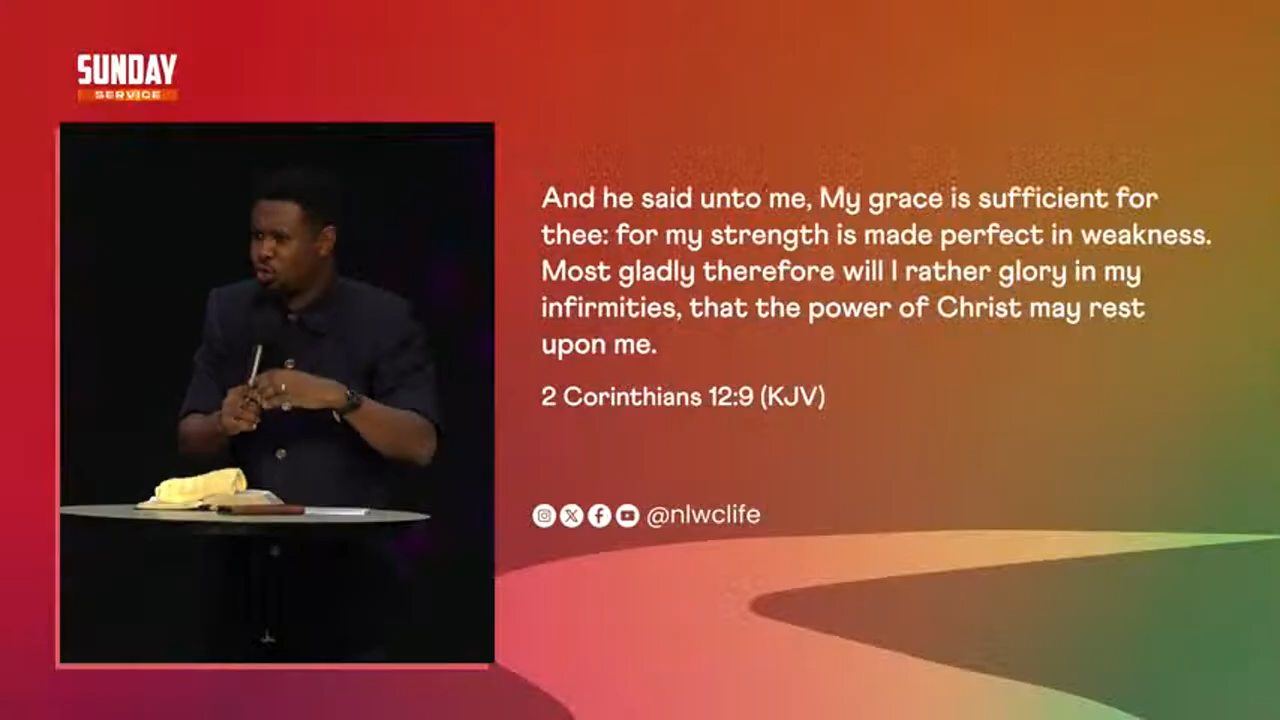 SUNDAY
SERVICE
And he said unto me, My grace is sufficient for
thee: for my strength is made perfect in weakness.
Most gladly therefore will I rather glory in my
infirmities, that the power of Christ may rest
upon me.
2 Corinthians 12:9 (KJV)
@nlwclife